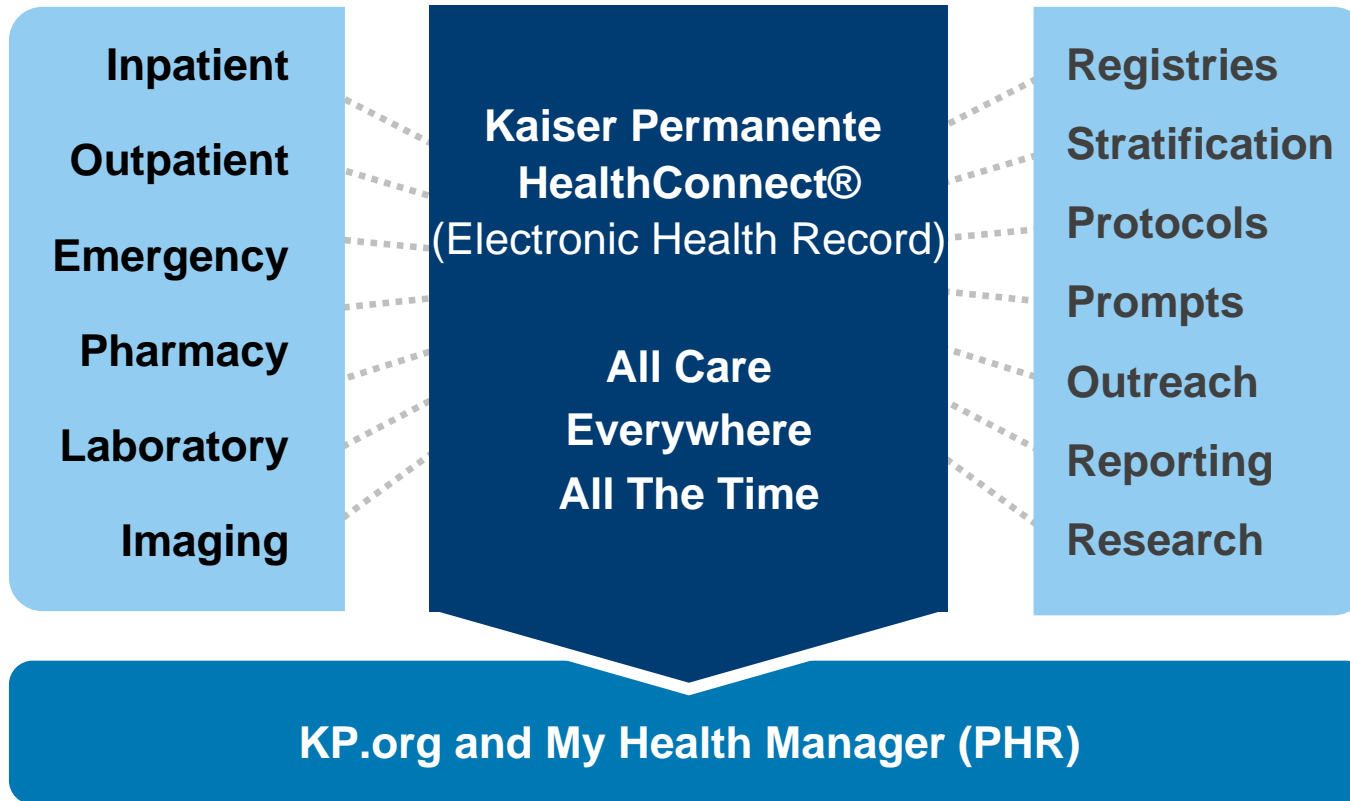 Inpatient
Outpatient
Emergency
Pharmacy
Laboratory
Imaging
Kaiser Permanente
HealthConnect®
(Electronic Health Record)
All Care
Everywhere
All The Time
Registries
Stratification
Protocols
Prompts
Outreach
Reporting
Research
KP.org and My Health Manager (PHR)